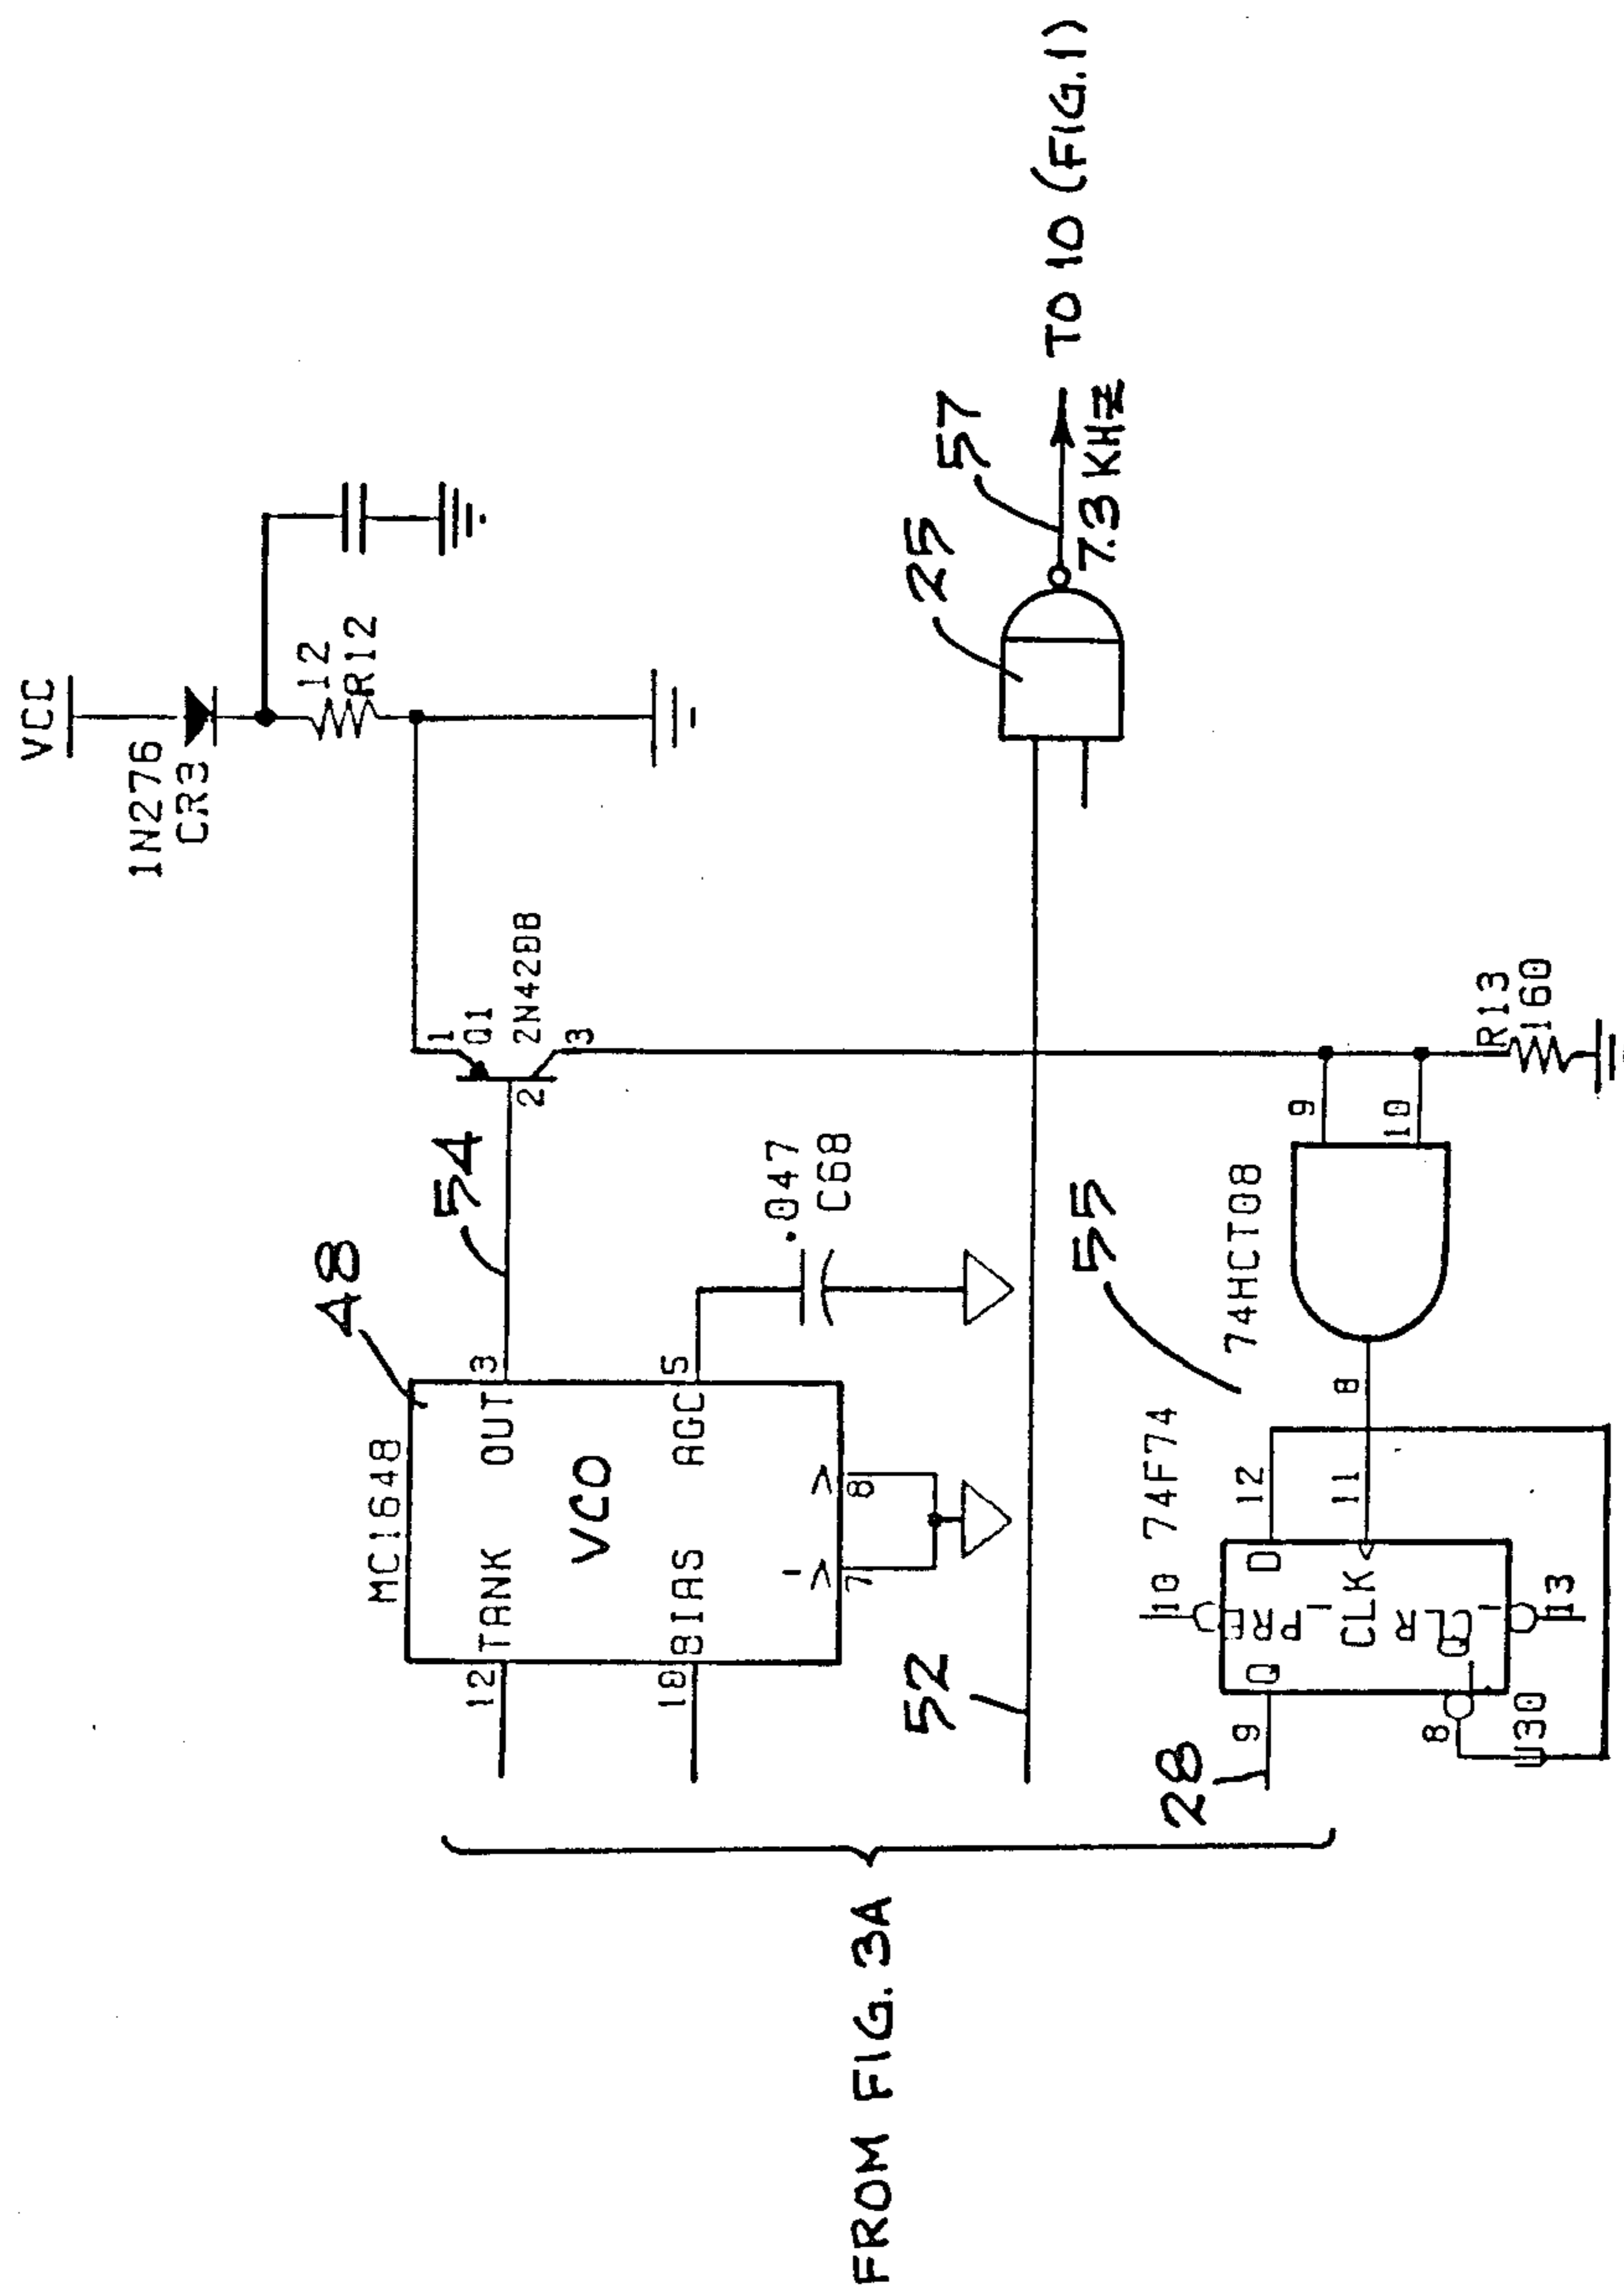 VCC
1N276
CR3
12
R12
48
MC1648
12
TANK
OUT
3
54
VCO
10
BIAS
AGC
5
7
8
.047
C68
1
Q1
2N4208
2
3
FROM FIG. 3A
52
25
57
7.3 KHz
TO 10 (FIG.1)
28
55
10
74F74
9
Q
PRE
D
12
CLK
11
CLR
Q
8
13
U30
74HCT08
8
9
10
R13
160